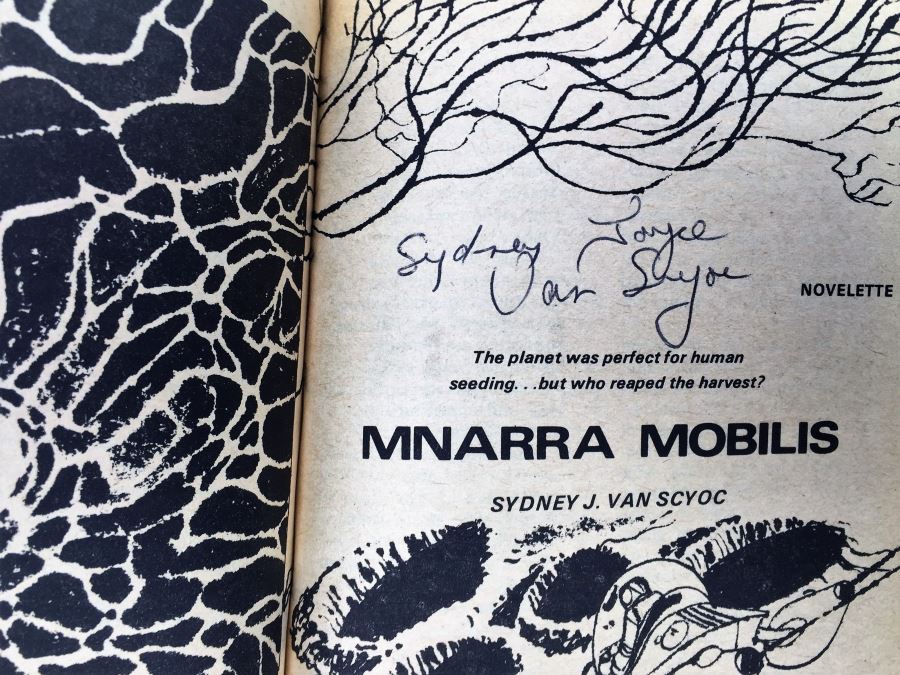 Sydney Joyce
Van Scyoc
NOVELETTE
The planet was perfect for human
seeding. . .but who reaped the harvest?
MNARRA MOBILIS
SYDNEY J. VAN SCYOC